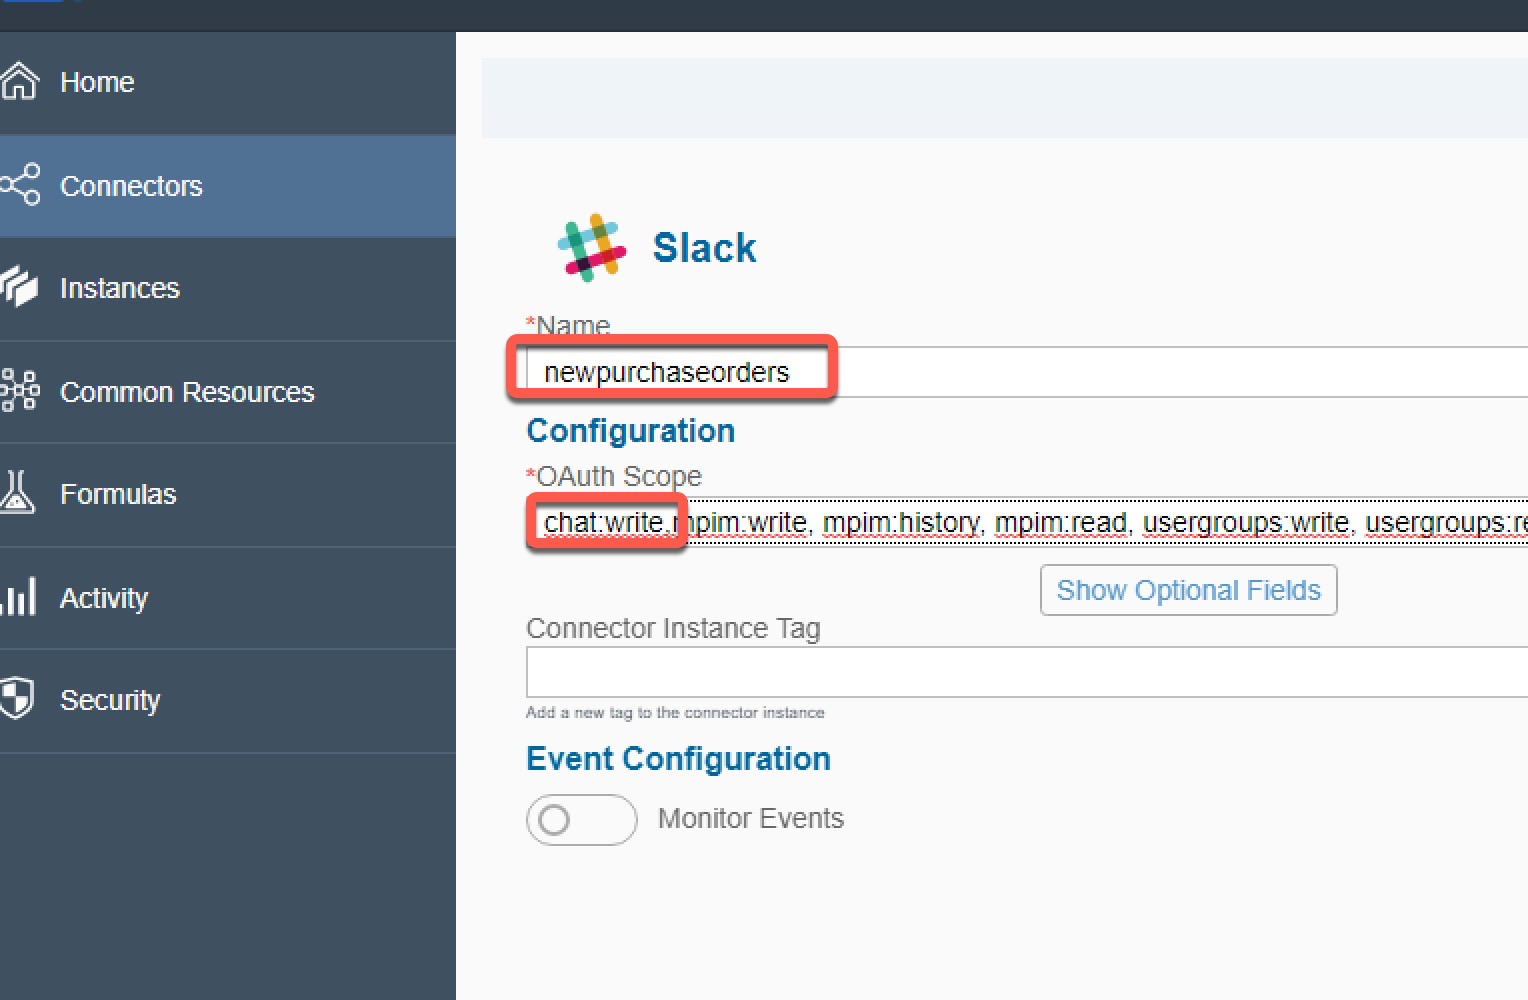 Home
Connectors
Instances
Common Resources
Formulas
Activity
Security
Slack
*Name
newpurchaseorders
Configuration
*OAuth Scope
chat:write,mpim:write, mpim:history, mpim:read, usergroups:write, usergroups:re
Show Optional Fields
Connector Instance Tag
Add a new tag to the connector instance
Event Configuration
Monitor Events